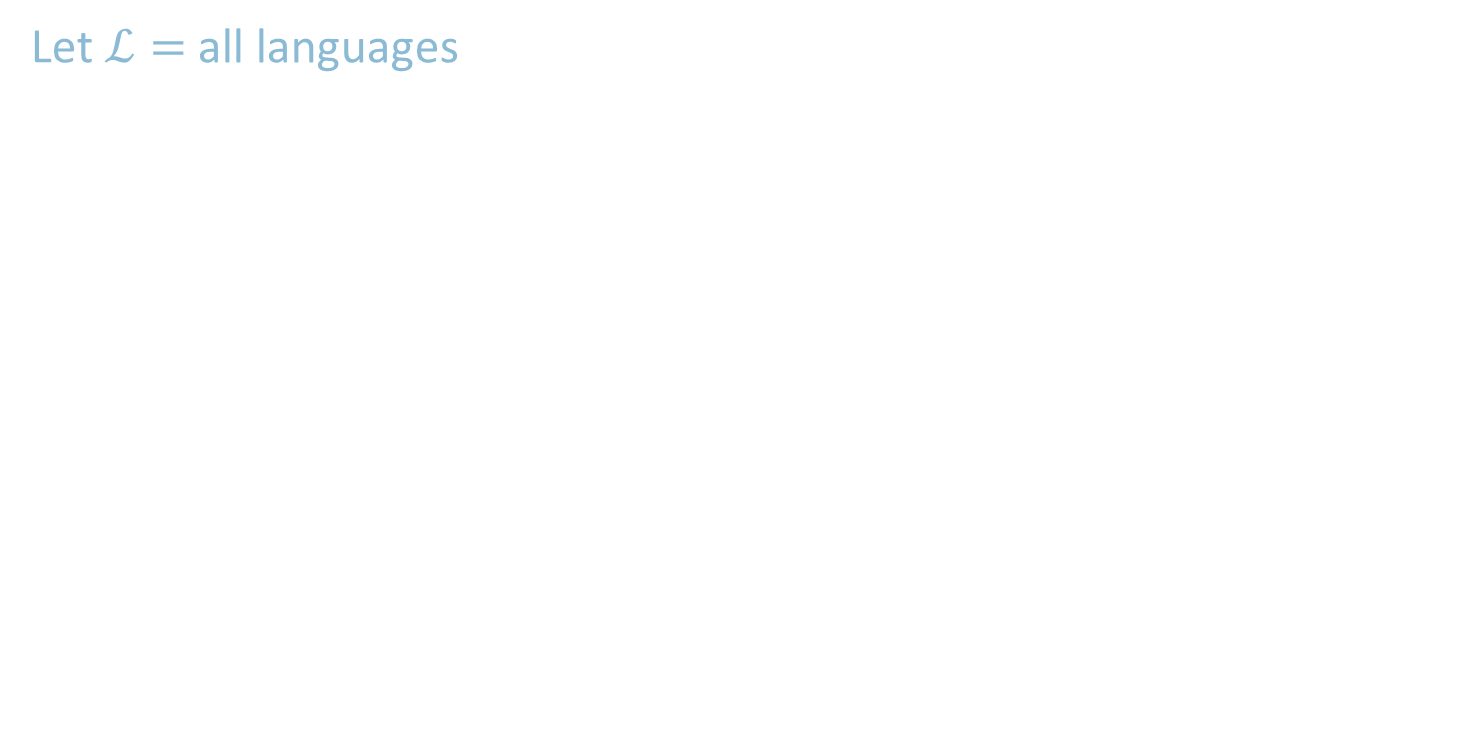 Let ℒ = all languages